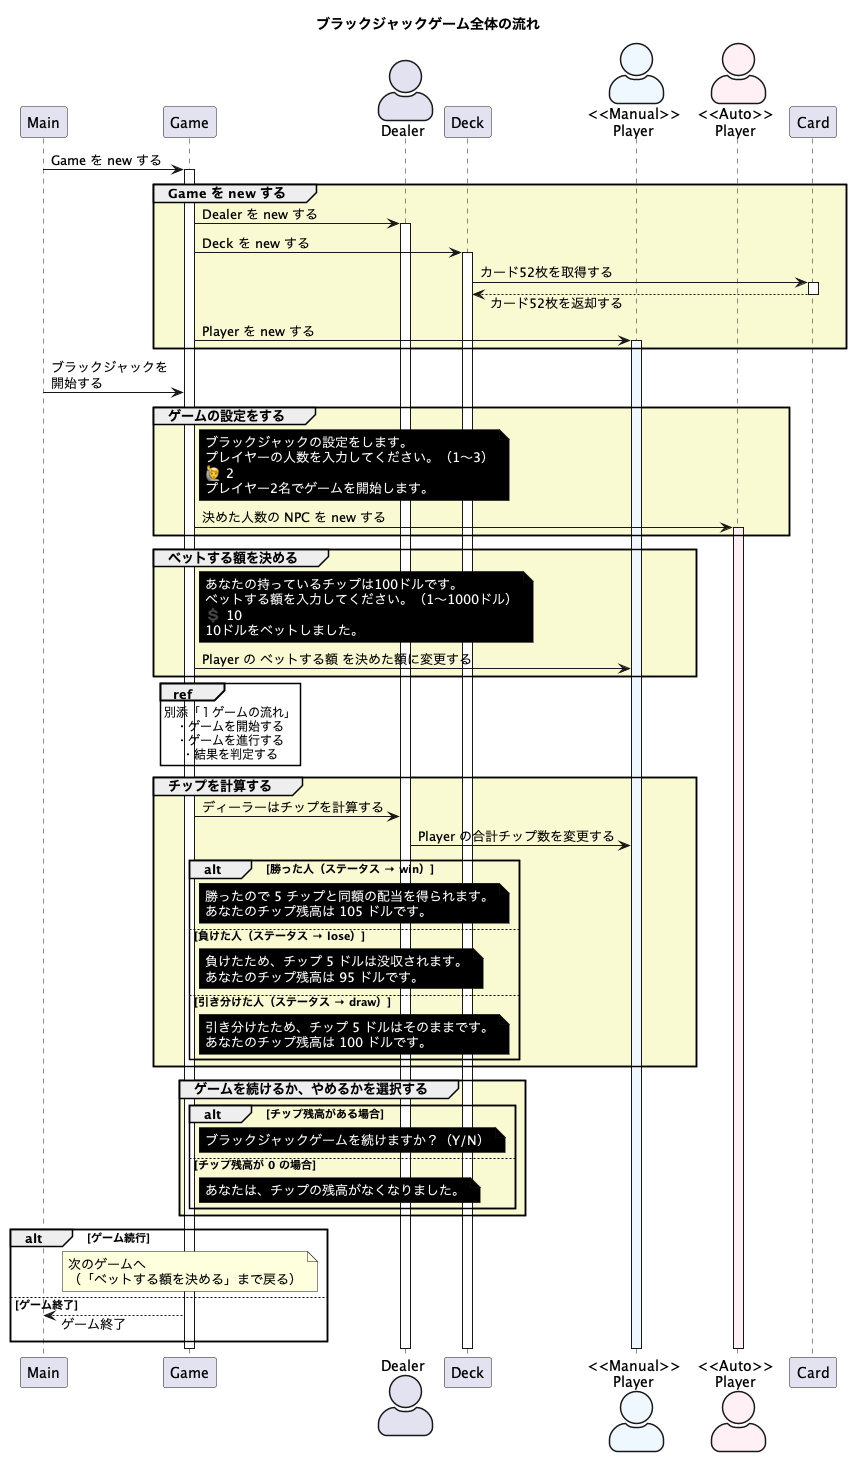 ブラックジャックゲーム全体の流れ
Main
Game
Dealer
Deck
<<Manual>>
Player
<<Auto>>
Player
Card
Game を new する
Game を new する
Dealer を new する
Deck を new する
カード52枚を取得する
カード52枚を返却する
Player を new する
ブラックジャックを
開始する
ゲームの設定をする
ブラックジャックの設定をします。
プレイヤーの人数を入力してください。（1〜3）
🙋 2
プレイヤー2名でゲームを開始します。
決めた人数の NPC を new する
ベットする額を決める
あなたの持っているチップは100ドルです。
ベットする額を入力してください。（1〜1000ドル）
💲 10
10ドルをベットしました。
Player の ベットする額 を決めた額に変更する
ref
別添「１ゲームの流れ」
・ゲームを開始する
・ゲームを進行する
・結果を判定する
チップを計算する
ディーラーはチップを計算する
Player の合計チップ数を変更する
alt [勝った人（ステータス → win）]
勝ったので 5 チップと同額の配当を得られます。
あなたのチップ残高は 105 ドルです。
[負けた人（ステータス → lose）]
負けたため、チップ 5 ドルは没収されます。
あなたのチップ残高は 95 ドルです。
[引き分けた人（ステータス → draw）]
引き分けたため、チップ 5 ドルはそのままです。
あなたのチップ残高は 100 ドルです。
ゲームを続けるか、やめるかを選択する
alt [チップ残高がある場合]
ブラックジャックゲームを続けますか？（Y/N）
[チップ残高が 0 の場合]
あなたは、チップの残高がなくなりました。
alt [ゲーム続行]
次のゲームへ
（「ベットする額を決める」まで戻る）
[ゲーム終了]
ゲーム終了
Main
Game
Dealer
Deck
<<Manual>>
Player
<<Auto>>
Player
Card